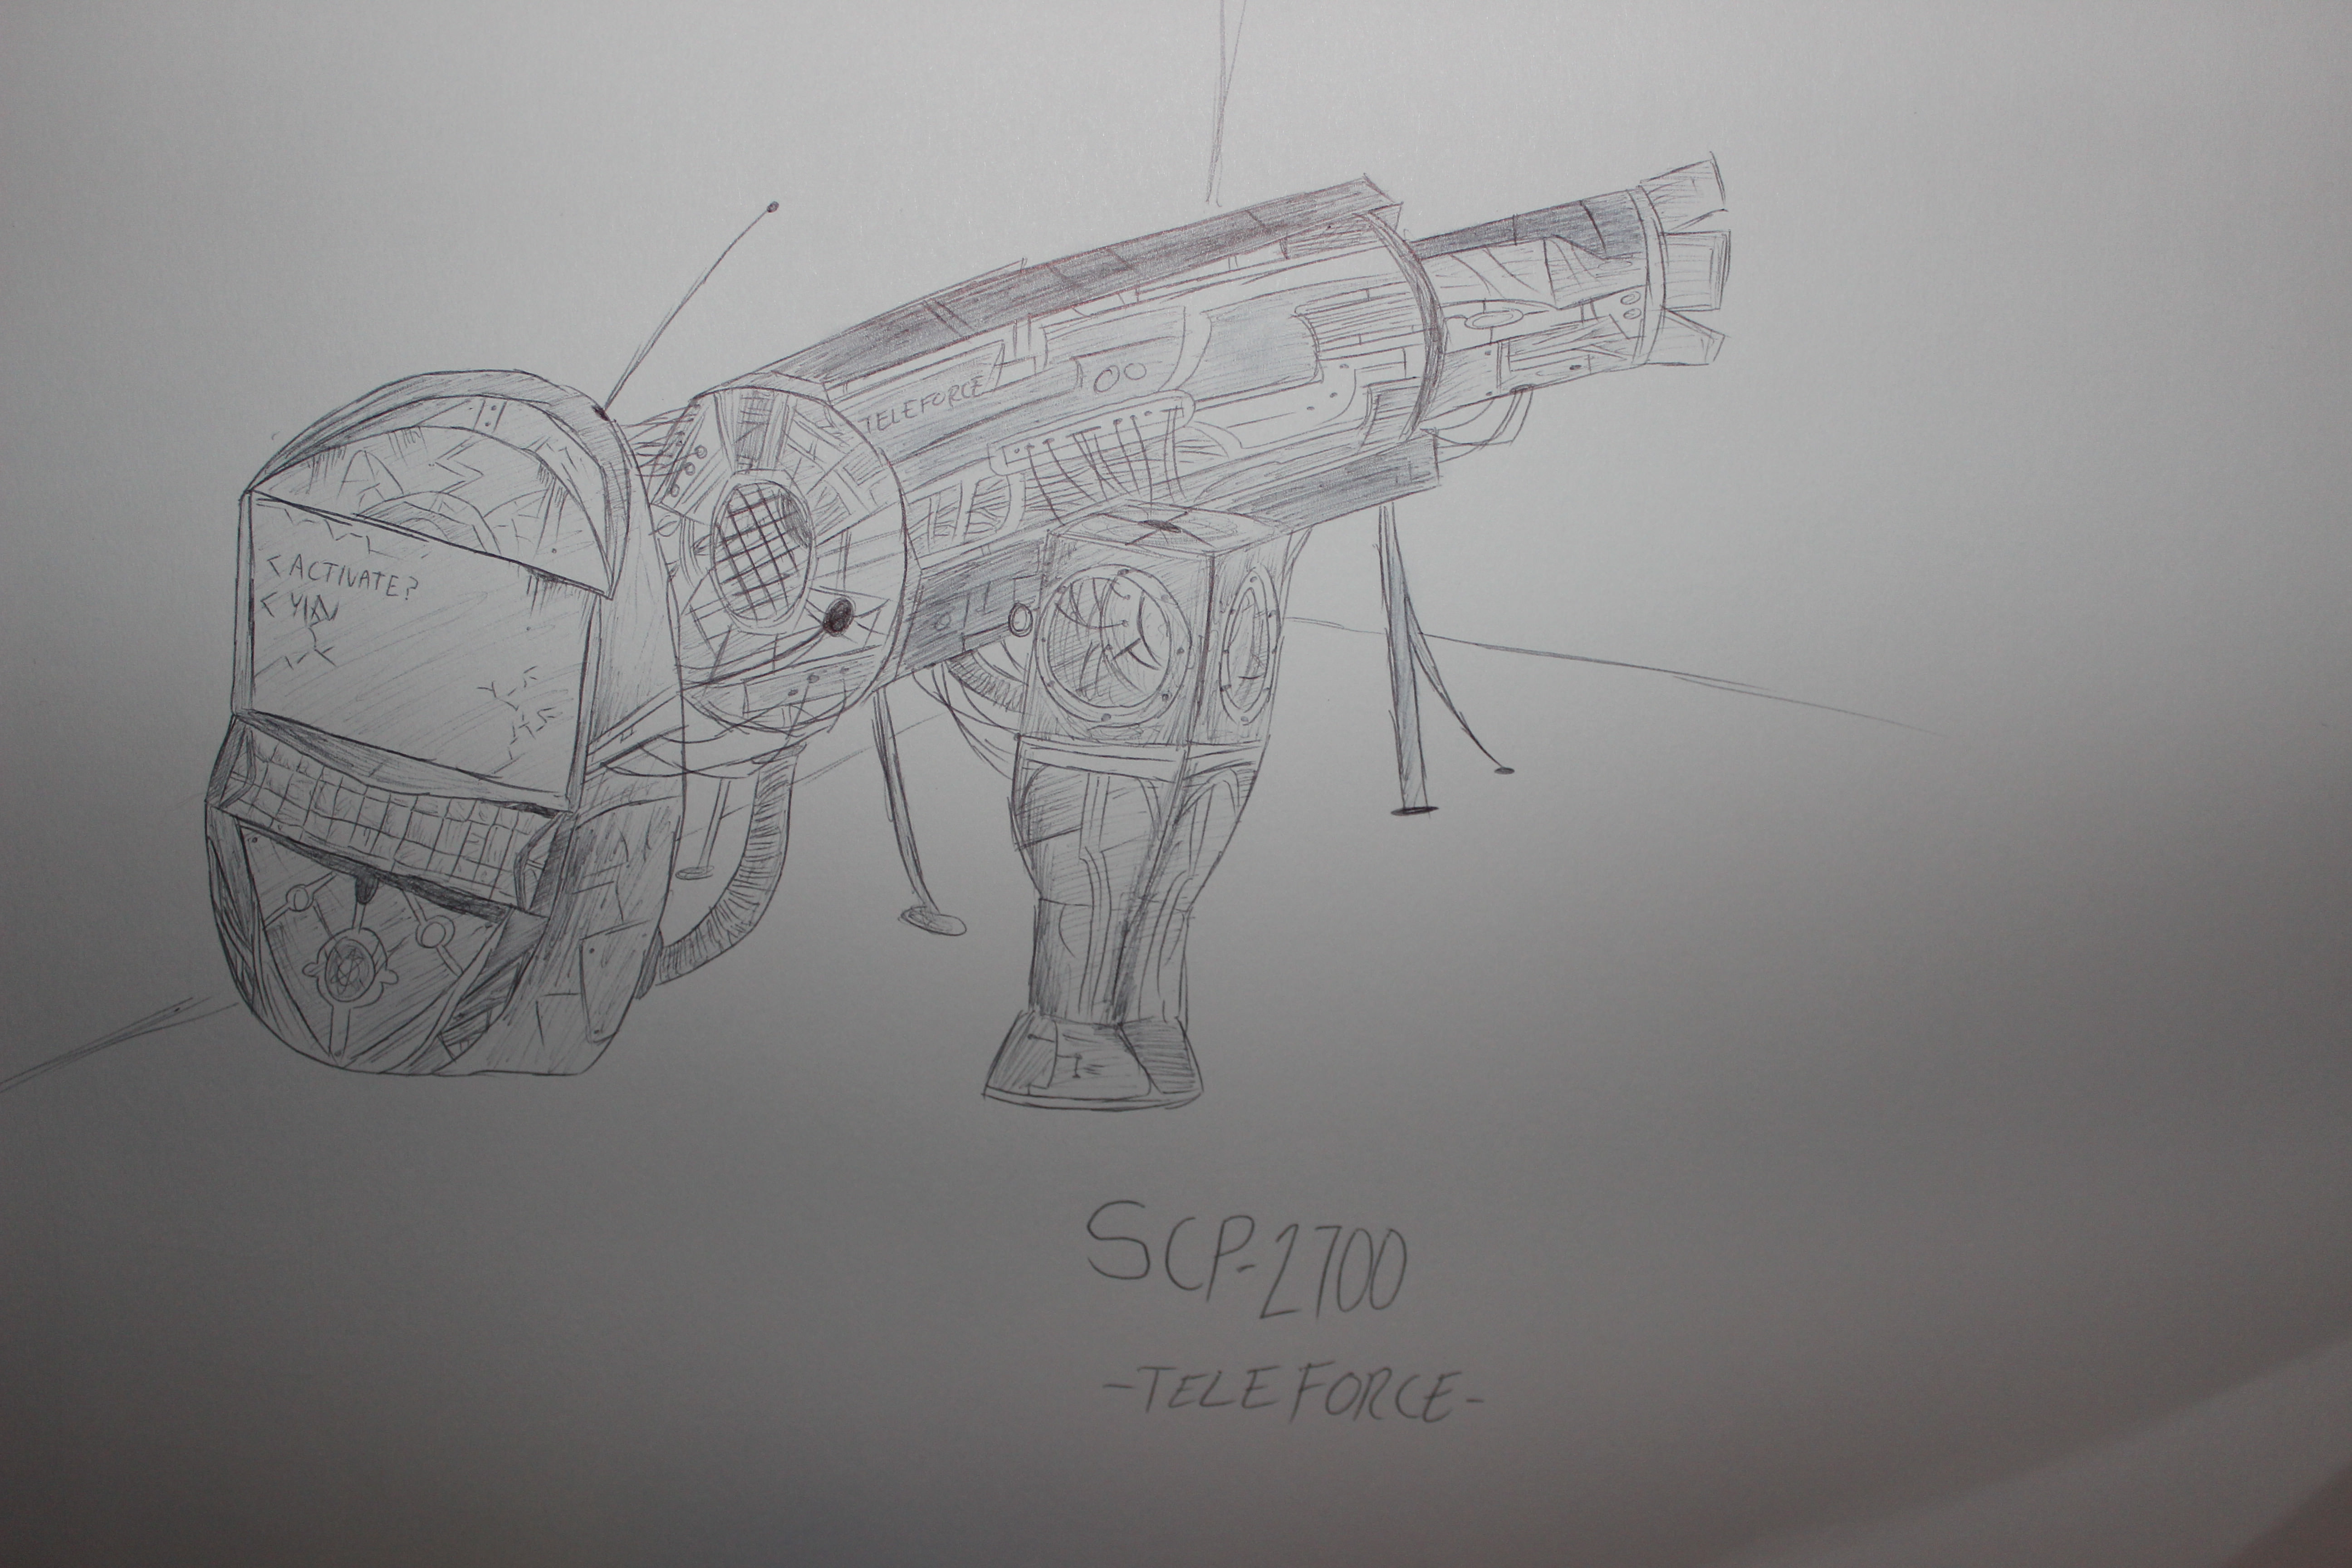 TELEFORCE
< ACTIVATE?
< Y/N
SCP-2700
-TELEFORCE-